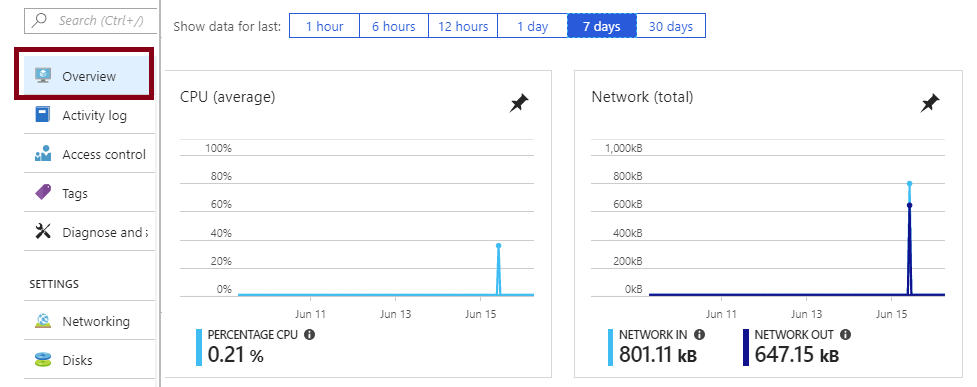 Search (Ctrl+/)
Overview
Activity log
Access control
Tags
Diagnose and
SETTINGS
Networking
Disks
Show data for last: 1 hour 6 hours 12 hours 1 day 7 days 30 days
CPU (average)
100%
80%
60%
40%
20%
0%
Jun 11 Jun 13 Jun 15
PERCENTAGE CPU
0.21 %
Network (total)
1,000kB
800kB
600kB
400kB
200kB
0kB
Jun 11 Jun 13 Jun 15
NETWORK IN NETWORK OUT
801.11 kB 647.15 kB